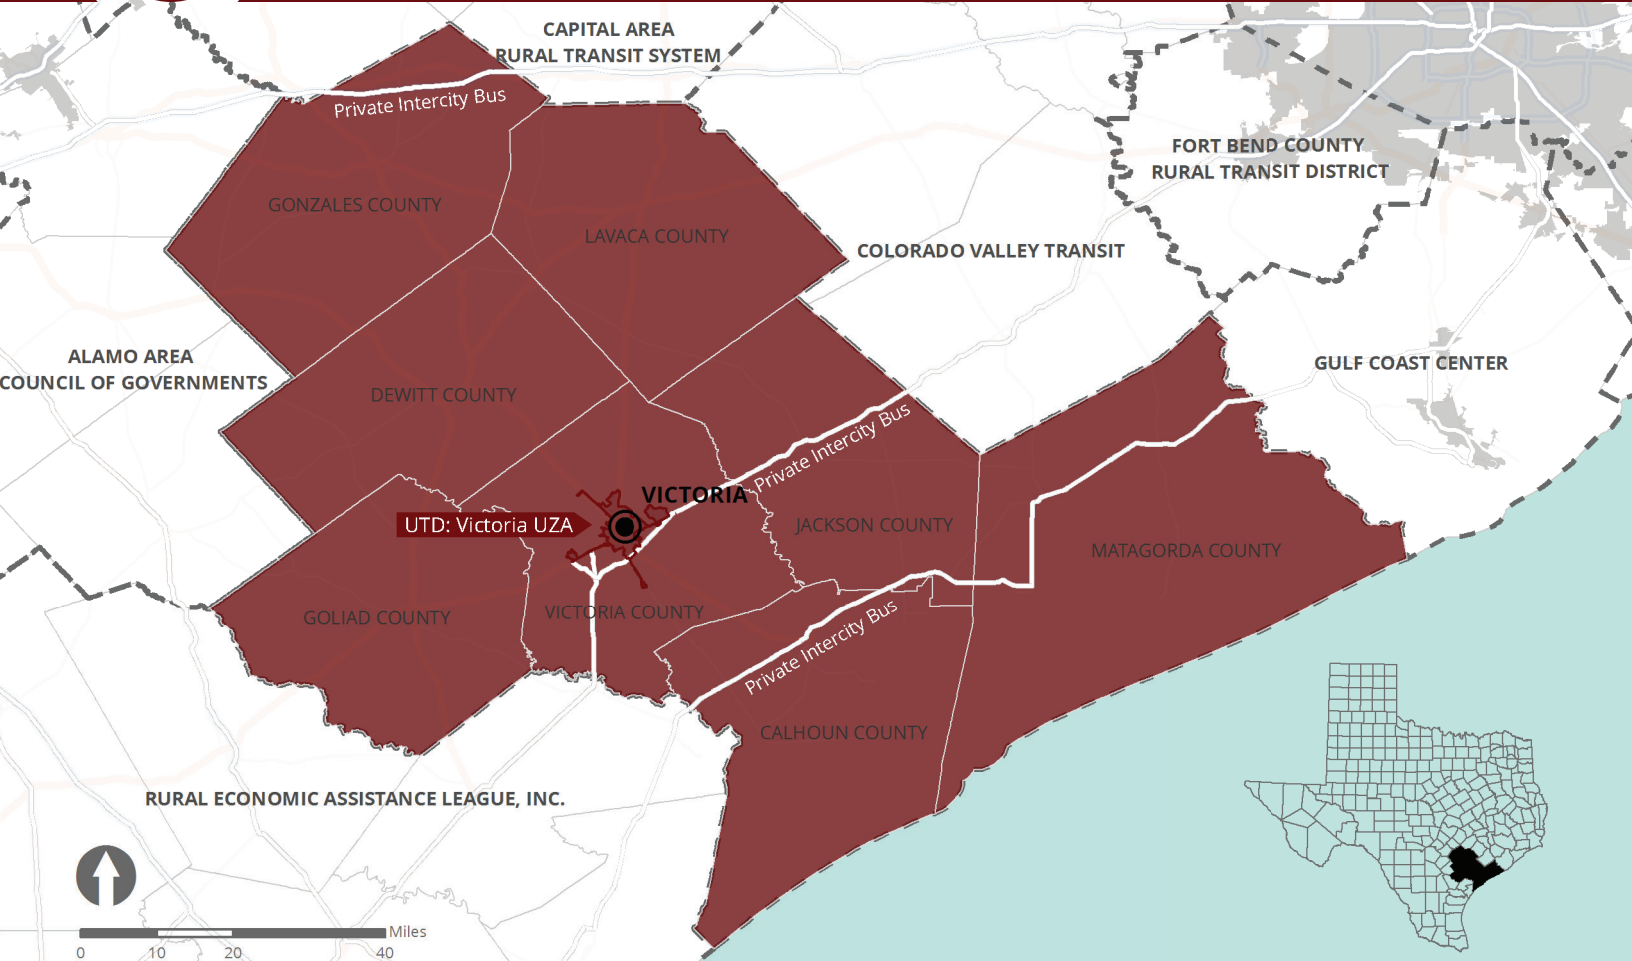 CAPITAL AREA
RURAL TRANSIT SYSTEM
Private Intercity Bus
FORT BEND COUNTY
RURAL TRANSIT DISTRICT
GONZALES COUNTY
LAVACA COUNTY
COLORADO VALLEY TRANSIT
ALAMO AREA
COUNCIL OF GOVERNMENTS
GULF COAST CENTER
DEWITT COUNTY
Private Intercity Bus
VICTORIA
UTD: Victoria UZA
JACKSON COUNTY
MATAGORDA COUNTY
GOLIAD COUNTY
VICTORIA COUNTY
Private Intercity Bus
CALHOUN COUNTY
RURAL ECONOMIC ASSISTANCE LEAGUE, INC.
Miles
0 10 20 40